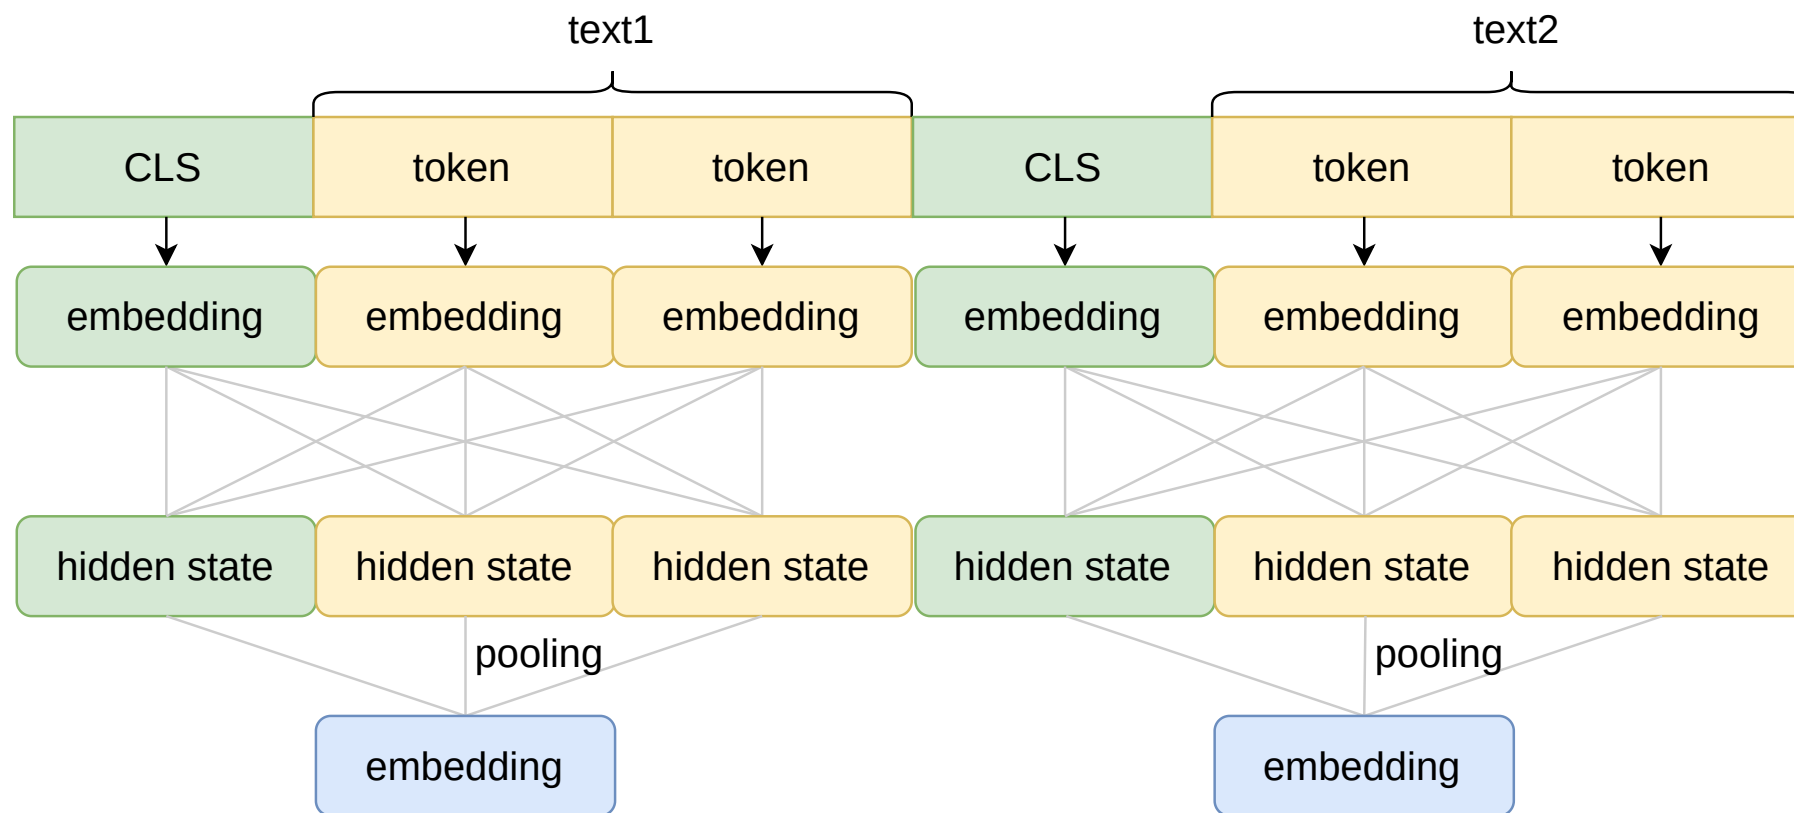 text1 text2
CLS token token CLS token token
embedding embedding embedding embedding embedding embedding
hidden state hidden state hidden state hidden state hidden state hidden state
pooling pooling
embedding embedding